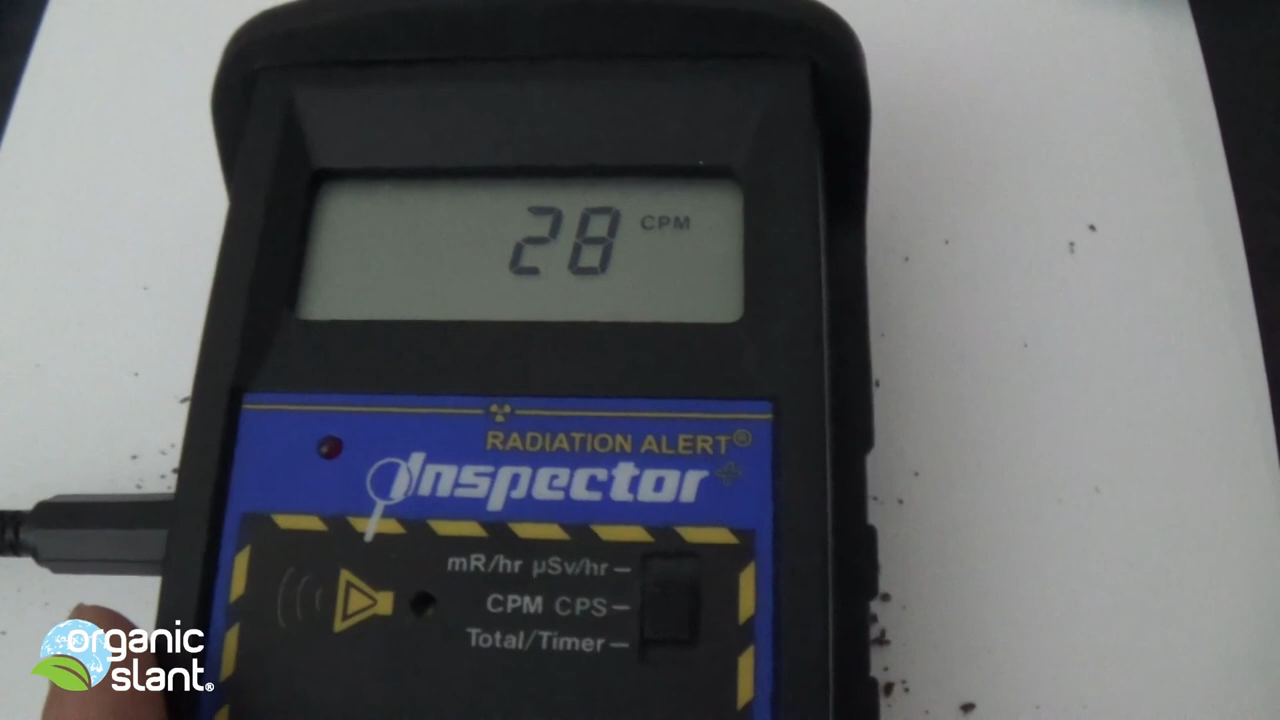 28 CPM
RADIATION ALERT®
Inspector+
mR/hr µSv/hr
CPM CPS
Total/Timer
organic
slant®